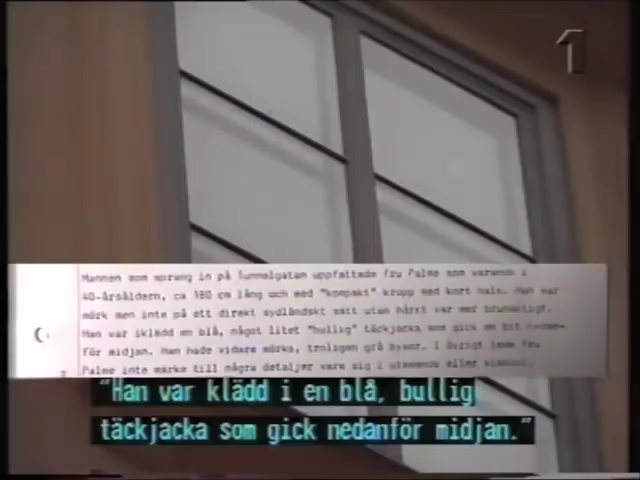 1
Mannen som sprang in på Tunnelgatan uppfattade fru Palme som varande i
40-årsåldern, ca 180 cm lång och med "kompakt" kropp med kort hals. Han var
mörk men inte på ett direkt sydländskt sätt utan håret var mer brunaktigt.
Han var iklädd en blå, något litet "bullig" täckjacka som gick en bit nedan-
för midjan. Han hade vidare mörka, troligen grå byxor. I övrigt lade fru
Palme inte märke till några detaljer vare sig i utseende eller klädsel.
"Han var klädd i en blå, bullig
täckjacka som gick nedanför midjan."